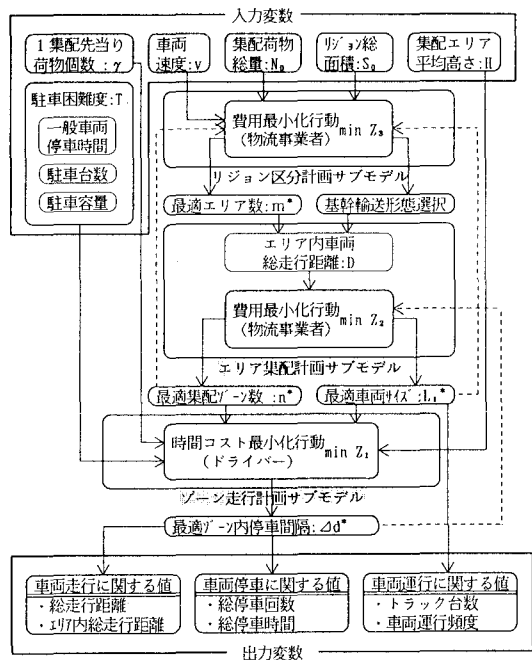 入力変数
1集配先当り
荷物個数:γ
車両
速度:v
集配荷物
総量:N₀
リジョン総
面積:S₀
集配エリア
平均高さ:H
駐車困難度:T
一般車両
停車時間
駐車台数
駐車容量
費用最小化行動
(物流事業者)
min Z₃
リジョン区分計画サブモデル
最適エリア数:m*
基幹輸送形態選択
エリア内車両
総走行距離:D
費用最小化行動
(物流事業者)
min Z₂
エリア集配計画サブモデル
最適集配ゾーン数:n*
最適車両サイズ:L₁*
時間コスト最小化行動
(ドライバー)
min Z₁
ゾーン走行計画サブモデル
最適ゾーン内停車間隔:Δd*
車両走行に関する値
・総走行距離
・エリア内総走行距離
車両停車に関する値
・総停車回数
・総停車時間
車両運行に関する値
・トラック台数
・車両運行頻度
出力変数